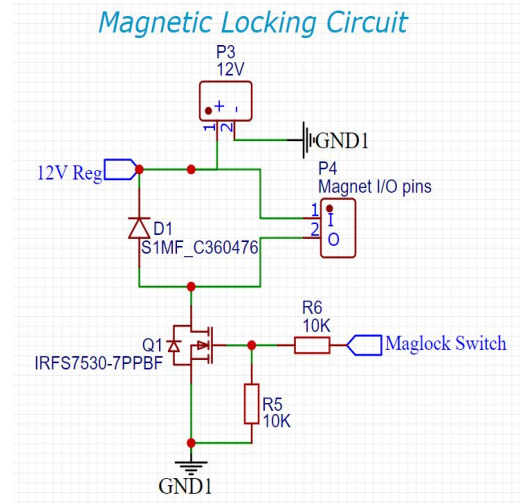 Magnetic Locking Circuit
P3
12V
+ -
1 2
GND1
12V Reg
P4
Magnet I/O pins
1 I
2 O
D1
S1MF_C360476
R6
10K
Q1
IRFS7530-7PPBF
Maglock Switch
R5
10K
GND1